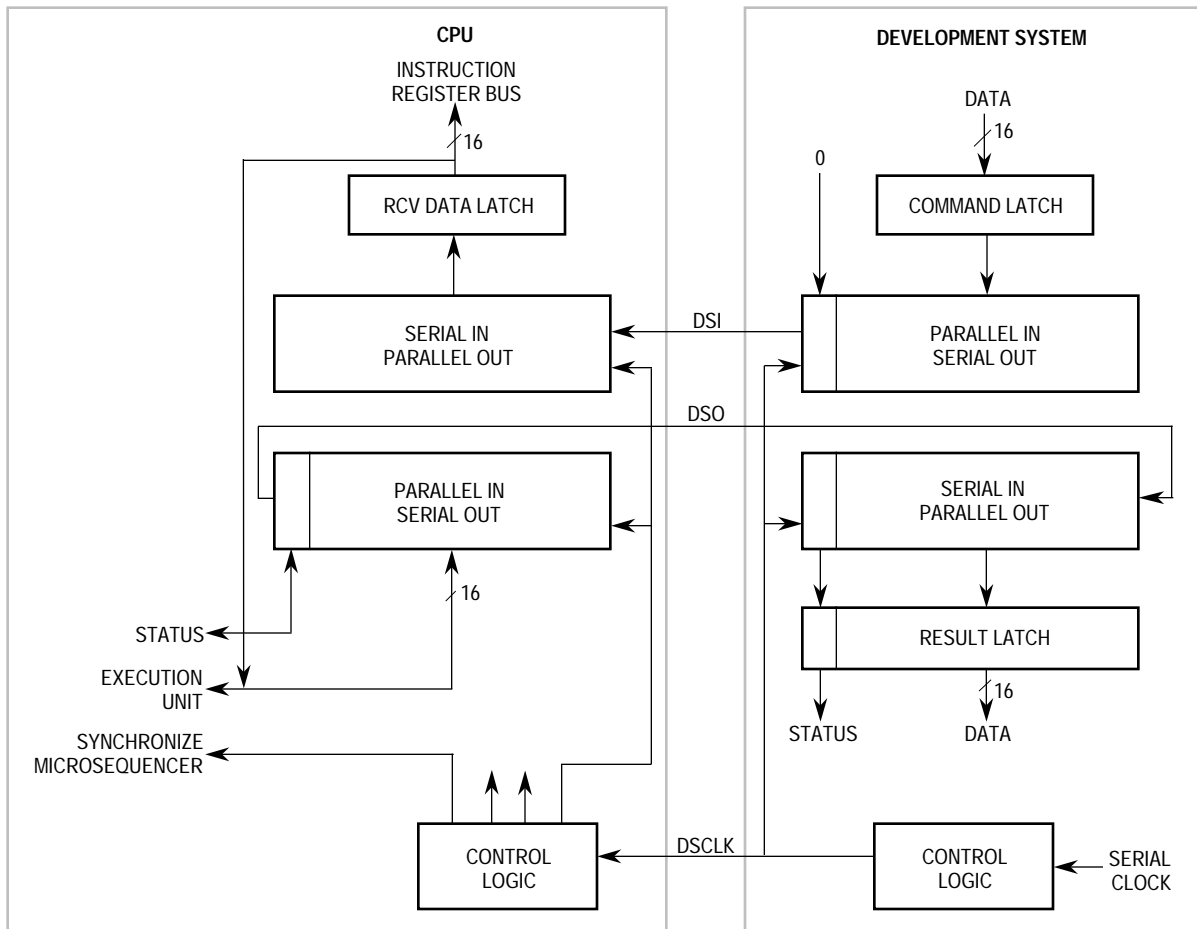 CPU
INSTRUCTION
REGISTER BUS
16
RCV DATA LATCH
SERIAL IN
PARALLEL OUT
PARALLEL IN
SERIAL OUT
16
STATUS
EXECUTION
UNIT
SYNCHRONIZE
MICROSEQUENCER
CONTROL
LOGIC
DSI
DSO
DSCLK
DEVELOPMENT SYSTEM
DATA
16
0
COMMAND LATCH
PARALLEL IN
SERIAL OUT
SERIAL IN
PARALLEL OUT
RESULT LATCH
16
STATUS
DATA
CONTROL
LOGIC
SERIAL
CLOCK